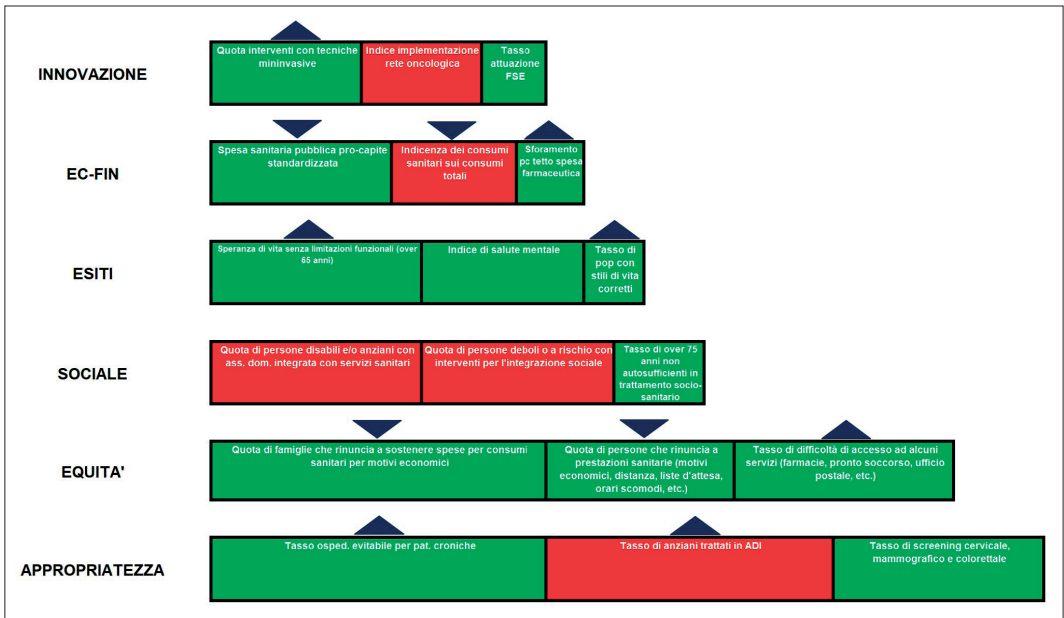 INNOVAZIONE
Quota interventi con tecniche
mininvasive
Indice implementazione
rete oncologica
Tasso
attuazione
FSE
EC-FIN
Spesa sanitaria pubblica pro-capite
standardizzata
Indicenza dei consumi
sanitari sui consumi
totali
Sforamento
pc tetto spesa
farmaceutica
ESITI
Speranza di vita senza limitazioni funzionali (over
65 anni)
Indice di salute mentale
Tasso di
pop con
stili di vita
corretti
SOCIALE
Quota di persone disabili e/o anziani con
ass. dom. integrata con servizi sanitari
Quota di persone deboli o a rischio con
interventi per l'integrazione sociale
Tasso di over 75
anni non
autosufficienti in
trattamento socio-
sanitario
EQUITA'
Quota di famiglie che rinuncia a sostenere spese per consumi
sanitari per motivi economici
Quota di persone che rinuncia a
prestazioni sanitarie (motivi
economici, distanza, liste d'attesa,
orari scomodi, etc.)
Tasso di difficoltà di accesso ad alcuni
servizi (farmacie, pronto soccorso, ufficio
postale, etc.)
APPROPRIATEZZA
Tasso osped. evitabile per pat. croniche
Tasso di anziani trattati in ADI
Tasso di screening cervicale,
mammografico e colorettale